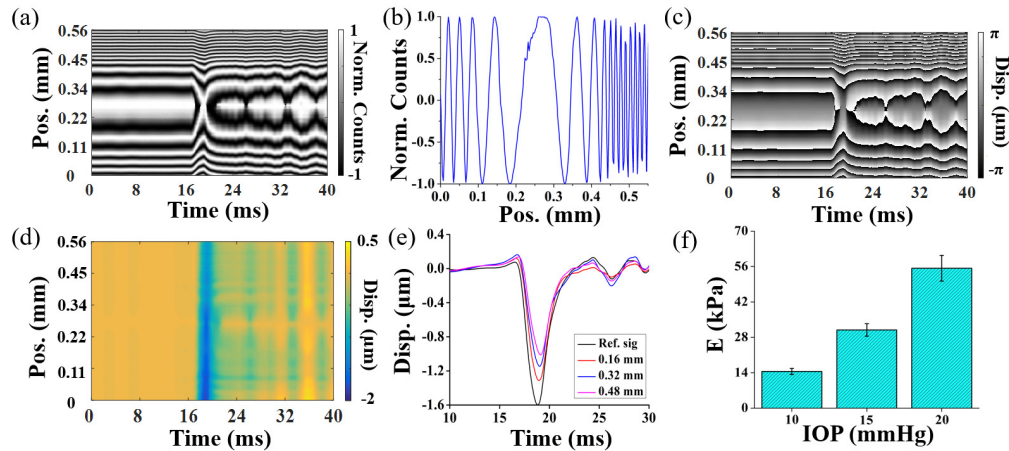 (a)
0.56
0.45
0.34
0.22
0.11
0
Pos. (mm)
0 8 16 24 32 40
Time (ms)
1
-1
Norm. Counts
(b)
1.0
0.5
0.0
-0.5
-1.0
Norm. Counts
0.0 0.1 0.2 0.3 0.4 0.5
Pos. (mm)
(c)
0.56
0.45
0.34
0.22
0.11
0
Pos. (mm)
0 8 16 24 32 40
Time (ms)
π
-π
Disp. (μm)
(d)
0.56
0.45
0.34
0.22
0.11
0
Pos. (mm)
0 8 16 24 32 40
Time (ms)
0.5
-2
Disp. (μm)
(e)
0.4
0.0
-0.4
-0.8
-1.2
-1.6
Disp. (μm)
Ref. sig
0.16 mm
0.32 mm
0.48 mm
10 15 20 25 30
Time (ms)
(f)
70
56
42
28
14
0
E (kPa)
10 15 20
IOP (mmHg)